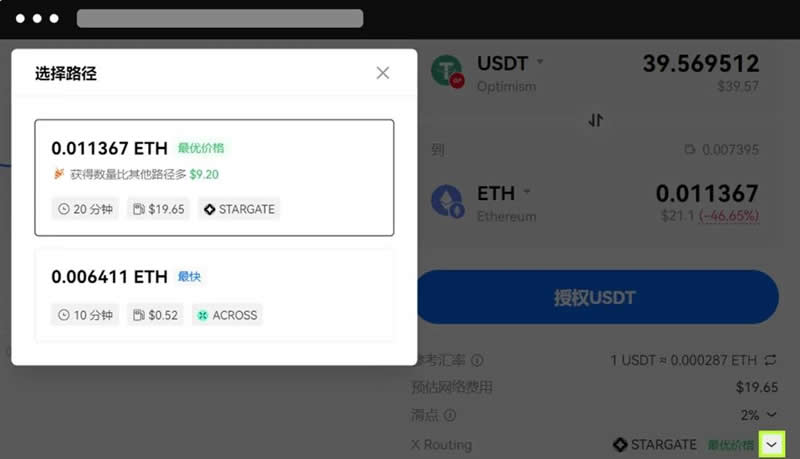 选择路径
0.011367 ETH 最优价格
获得数量比其他路径多 $9.20
20 分钟 $19.65 STARGATE
0.006411 ETH 最快
10 分钟 $0.52 ACROSS
USDT 39.569512
Optimism $39.57
到 0.007395
ETH 0.011367
Ethereum $21.1 (-46.65%)
授权USDT
参考汇率 1 USDT ≈ 0.000287 ETH
预估网络费用 $19.65
滑点 2%
X Routing STARGATE 最优价格